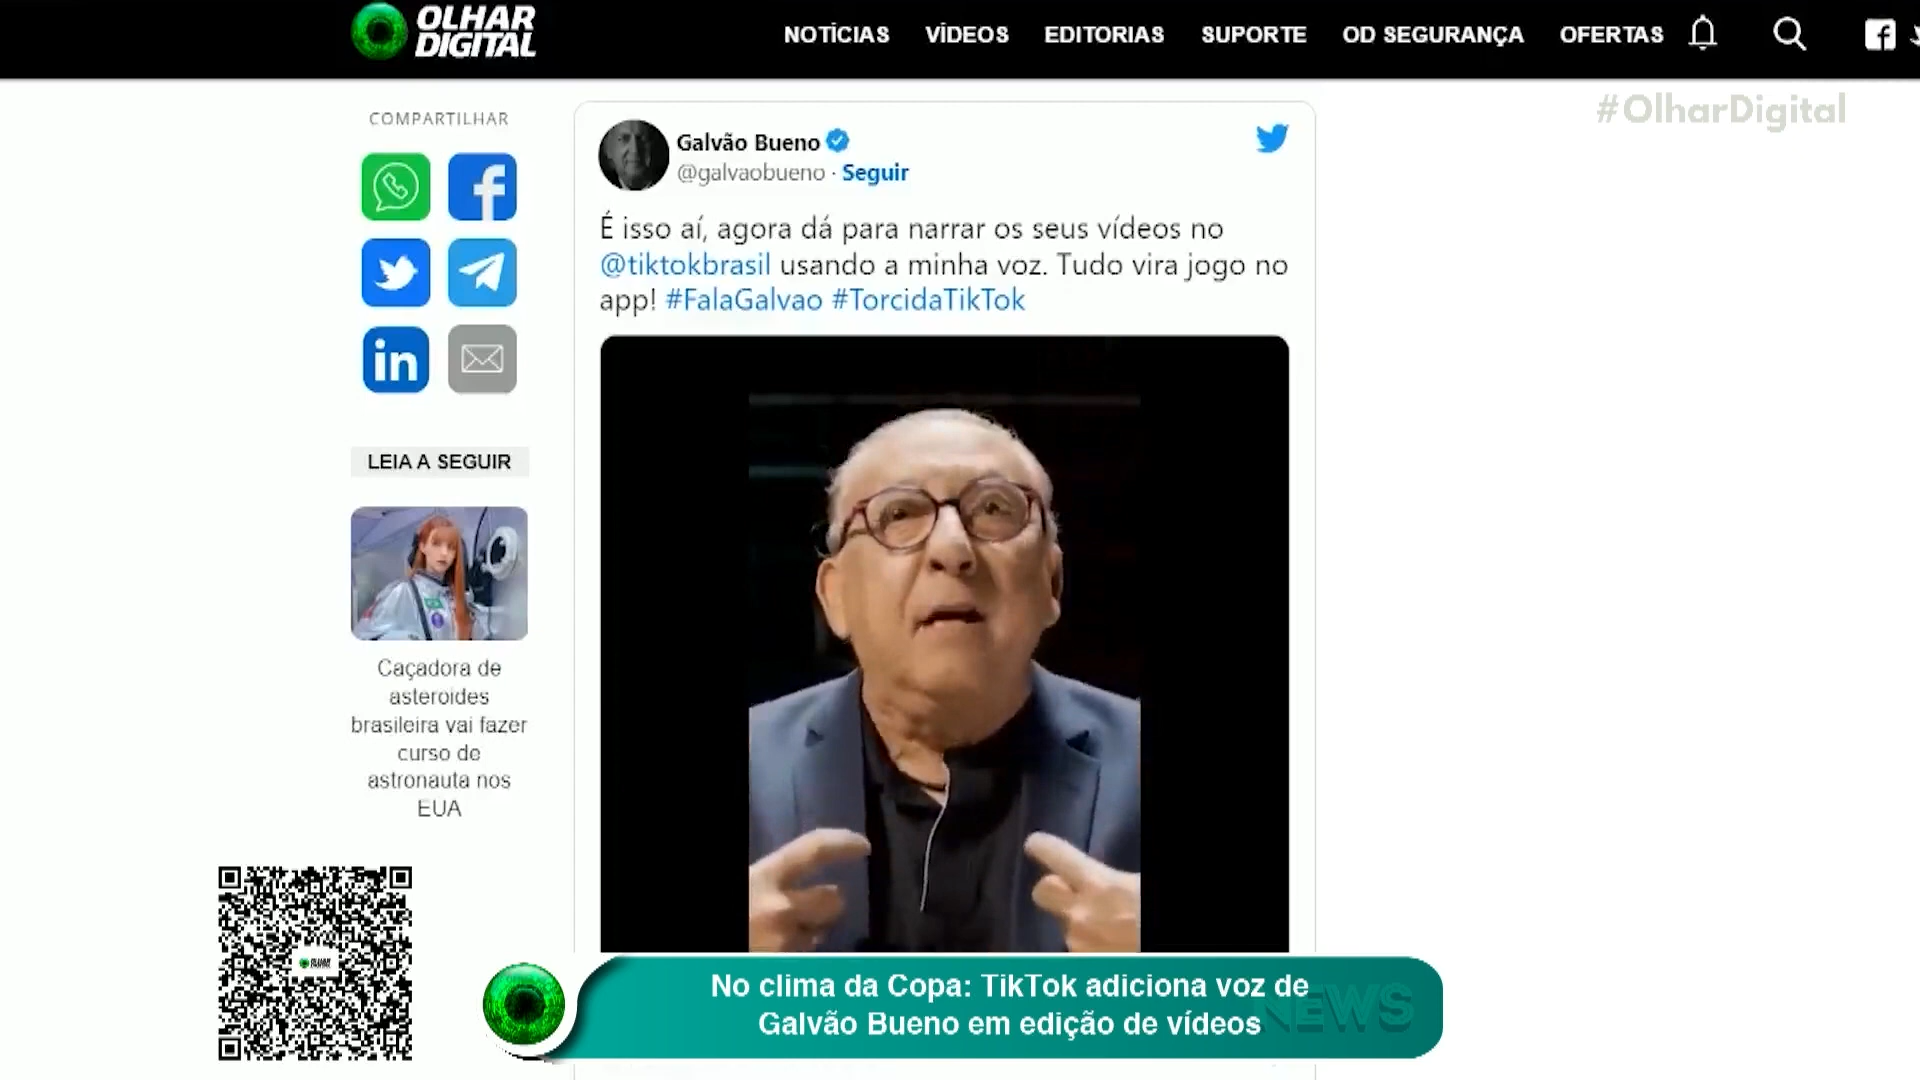 OLHAR
DIGITAL
NOTÍCIAS VÍDEOS EDITORIAS SUPORTE OD SEGURANÇA OFERTAS
#OlharDigital
COMPARTILHAR
LEIA A SEGUIR
Caçadora de
asteroides
brasileira vai fazer
curso de
astronauta nos
EUA
Galvão Bueno
@galvaobueno · Seguir
É isso aí, agora dá para narrar os seus vídeos no
@tiktokbrasil usando a minha voz. Tudo vira jogo no
app! #FalaGalvao #TorcidaTikTok
No clima da Copa: TikTok adiciona voz de
Galvão Bueno em edição de vídeos
NEWS